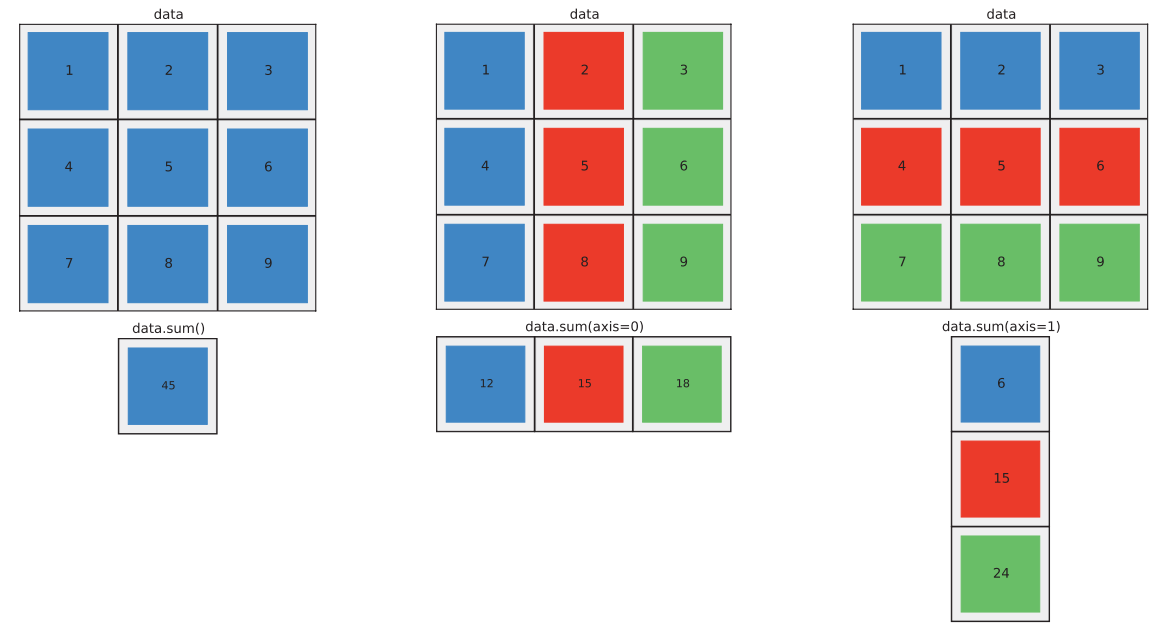 data data data
1 2 3 1 2 3 1 2 3
4 5 6 4 5 6 4 5 6
7 8 9 7 8 9 7 8 9
data.sum() data.sum(axis=0) data.sum(axis=1)
45 12 15 18 6
15
24